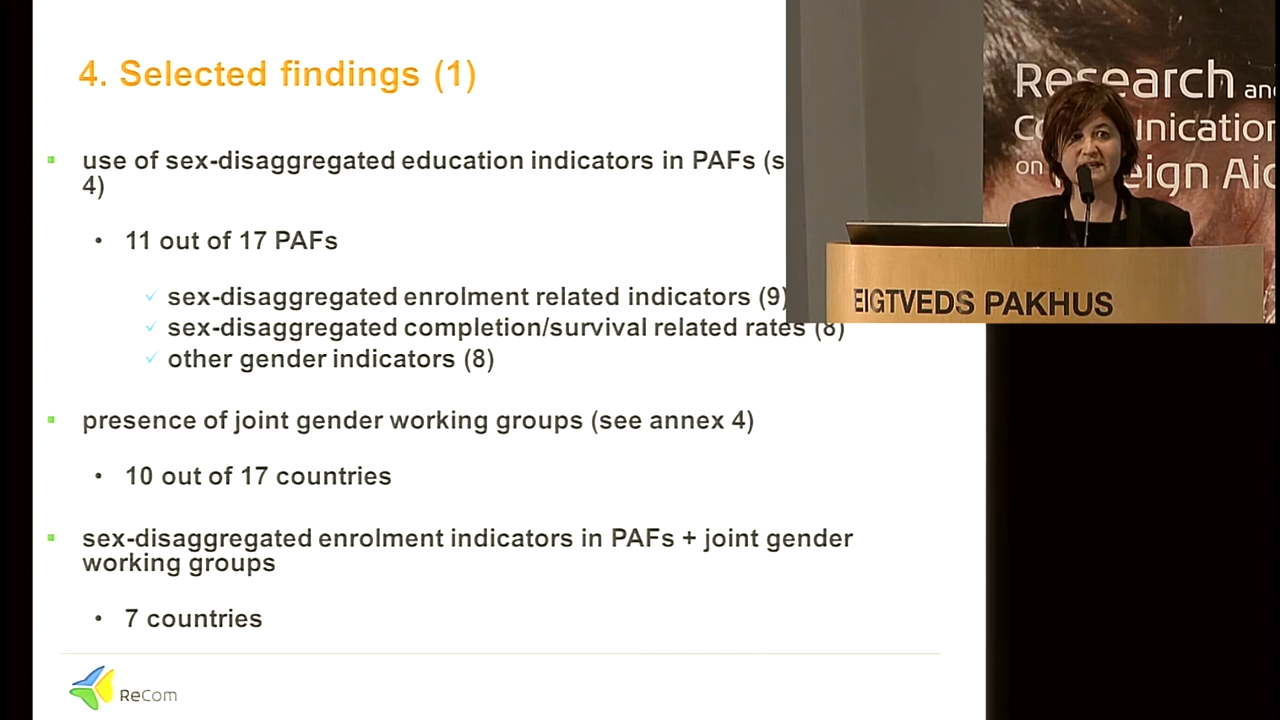 4. Selected findings (1)
use of sex-disaggregated education indicators in PAFs (s
4)
11 out of 17 PAFs
sex-disaggregated enrolment related indicators (9)
sex-disaggregated completion/survival related rates (8)
other gender indicators (8)
presence of joint gender working groups (see annex 4)
10 out of 17 countries
sex-disaggregated enrolment indicators in PAFs + joint gender
working groups
7 countries
ReCom
Research and
on Foreign Aid
EIGTVEDS PAKHUS